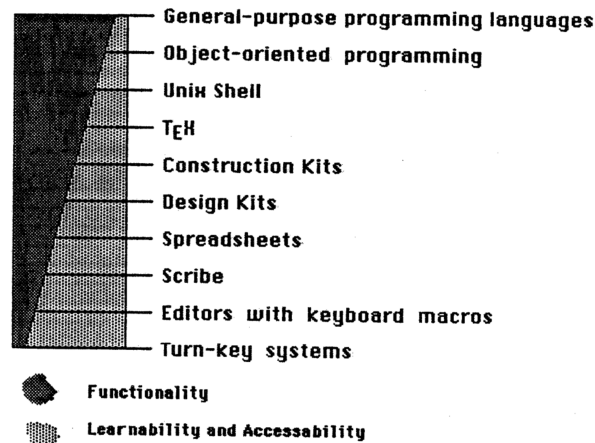 General-purpose programming languages
Object-oriented programming
Unix Shell
TEX
Construction Kits
Design Kits
Spreadsheets
Scribe
Editors with keyboard macros
Turn-key systems
Functionality
Learnability and Accessability